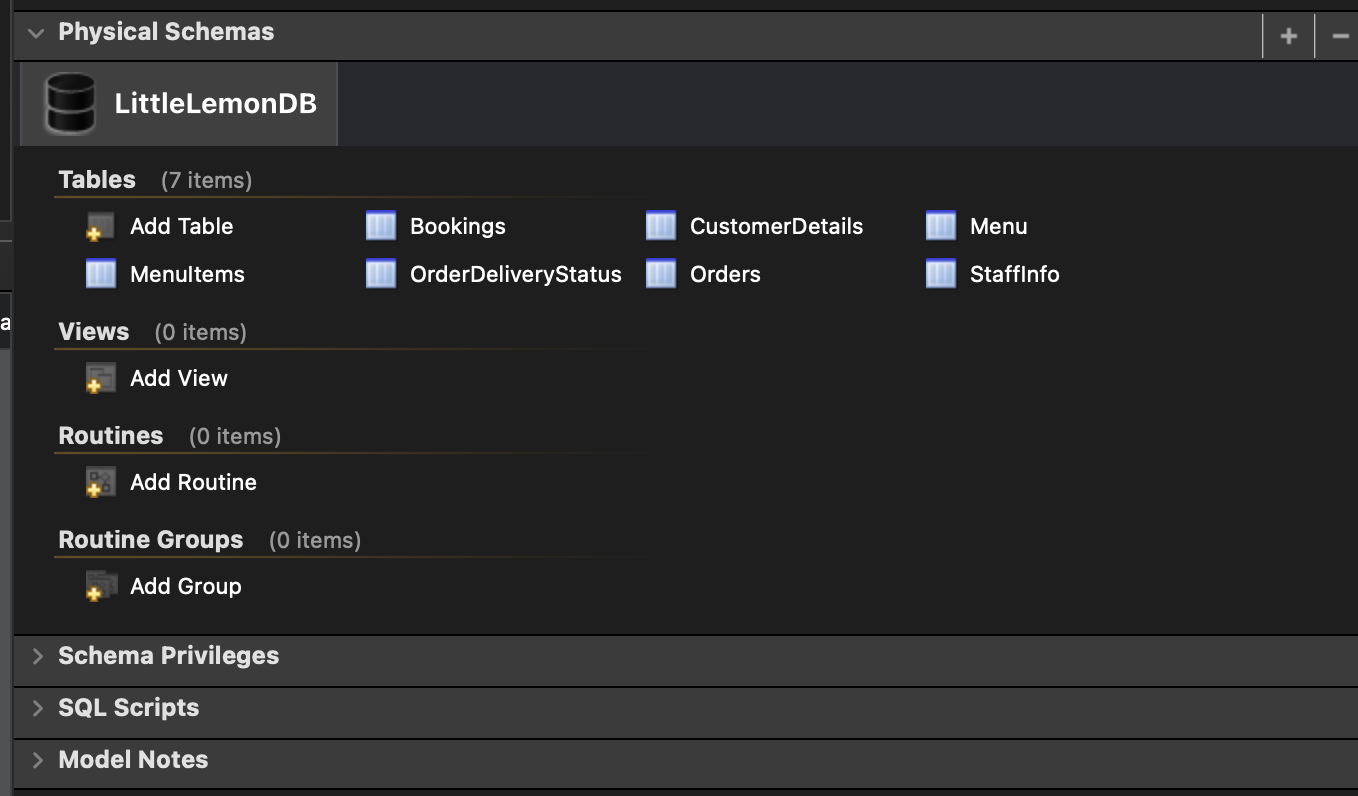 Physical Schemas
LittleLemonDB
Tables (7 items)
Add Table Bookings CustomerDetails Menu
MenuItems OrderDeliveryStatus Orders StaffInfo
Views (0 items)
Add View
Routines (0 items)
Add Routine
Routine Groups (0 items)
Add Group
Schema Privileges
SQL Scripts
Model Notes